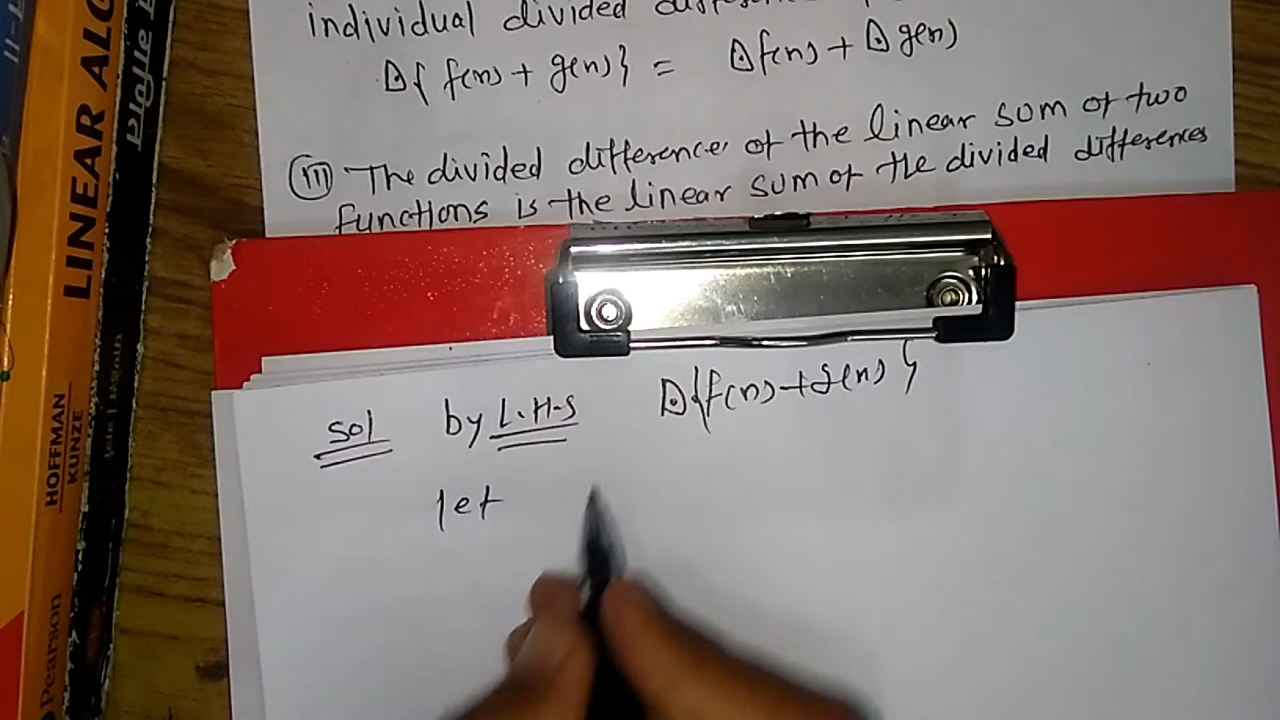 individual divided
Δ{ f(n) + g(n)} = Δf(n) + Δ g(n)
(III) The divided difference of the linear sum of two
functions is the linear sum of the divided differences
Sol by L.H.S Δ{f(n)+g(n)}
let
LINEAR ALG
HOFFMAN
KUNZE
Pearson